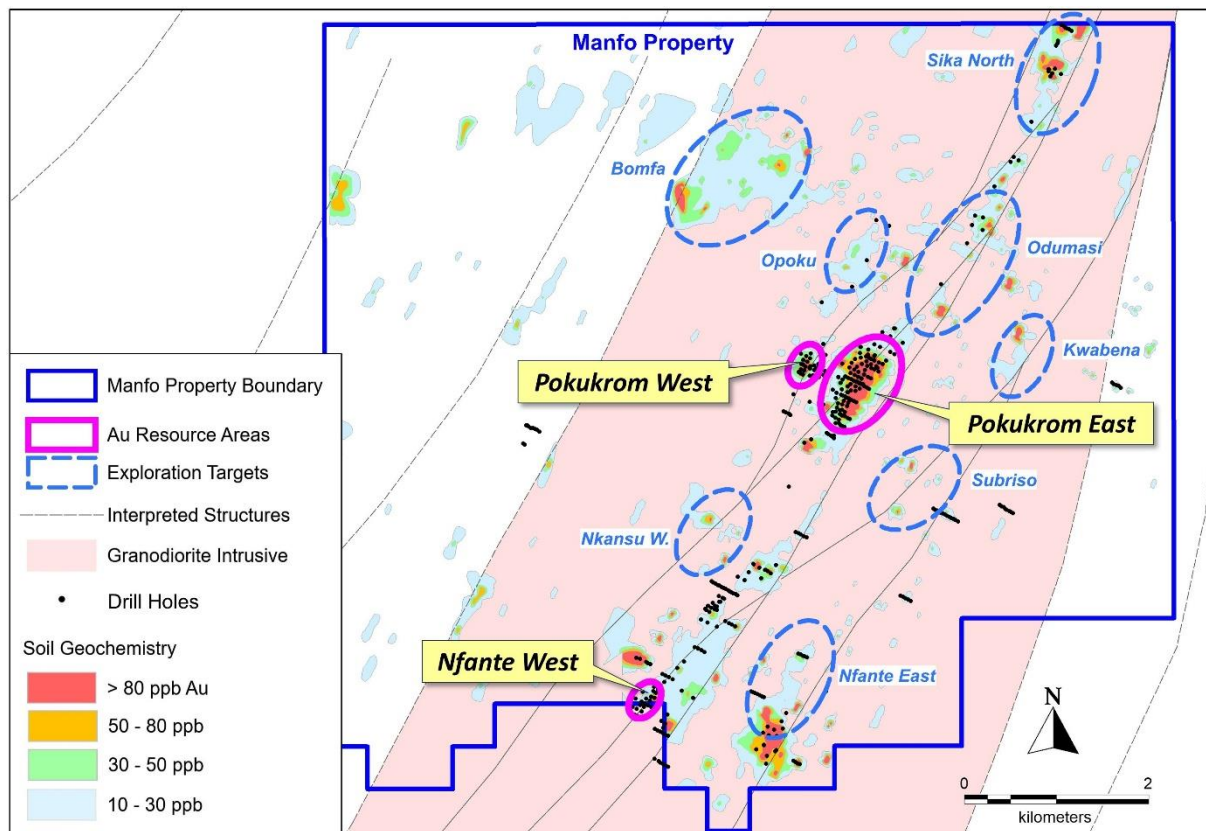 Manfo Property
Sika North
Bomfa
Opoku
Odumasi
Kwabena
Pokukrom West
Pokukrom East
Subriso
Nkansu W.
Nfante West
Nfante East
Manfo Property Boundary
Au Resource Areas
Exploration Targets
Interpreted Structures
Granodiorite Intrusive
Drill Holes
Soil Geochemistry
> 80 ppb Au
50 - 80 ppb
30 - 50 ppb
10 - 30 ppb
N
0 2
kilometers